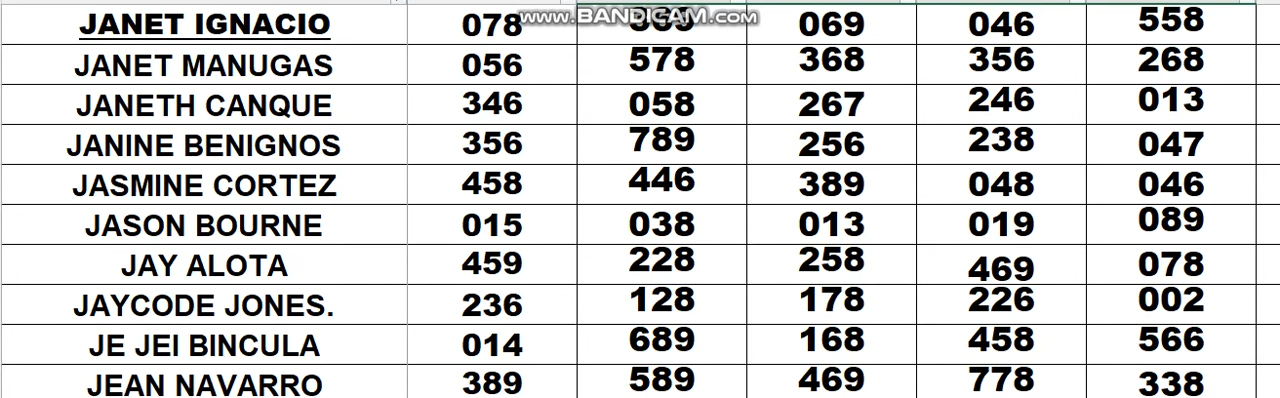 www.BANDICAM.com
JANET IGNACIO 078 069 046 558
JANET MANUGAS 056 578 368 356 268
JANETH CANQUE 346 058 267 246 013
JANINE BENIGNOS 356 789 256 238 047
JASMINE CORTEZ 458 446 389 048 046
JASON BOURNE 015 038 013 019 089
JAY ALOTA 459 228 258 469 078
JAYCODE JONES. 236 128 178 226 002
JE JEI BINCULA 014 689 168 458 566
JEAN NAVARRO 389 589 469 778 338